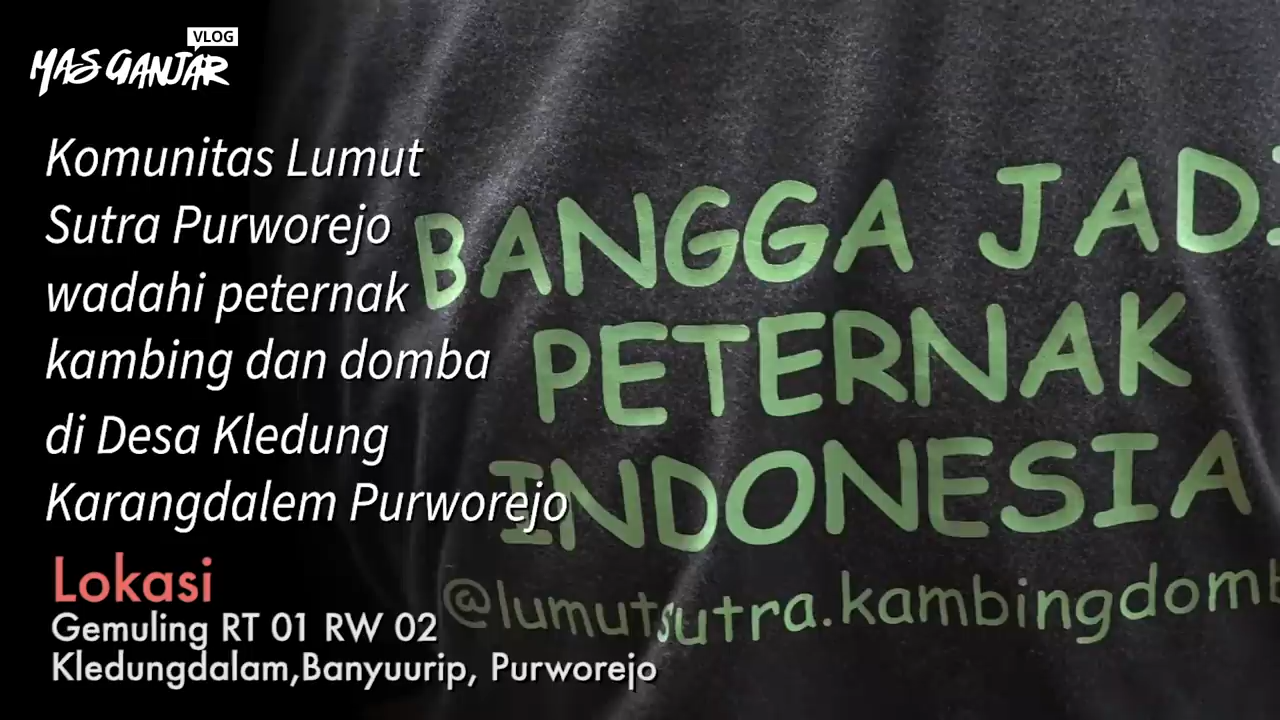 VLOG
MAS GANJAR
Komunitas Lumut
Sutra Purworejo
wadahi peternak
kambing dan domba
di Desa Kledung
Karangdalem Purworejo
Lokasi
Gemuling RT 01 RW 02
Kledungdalam,Banyuurip, Purworejo
BANGGA JADI
PETERNAK
INDONESIA
@lumutsutra.kambingdomb